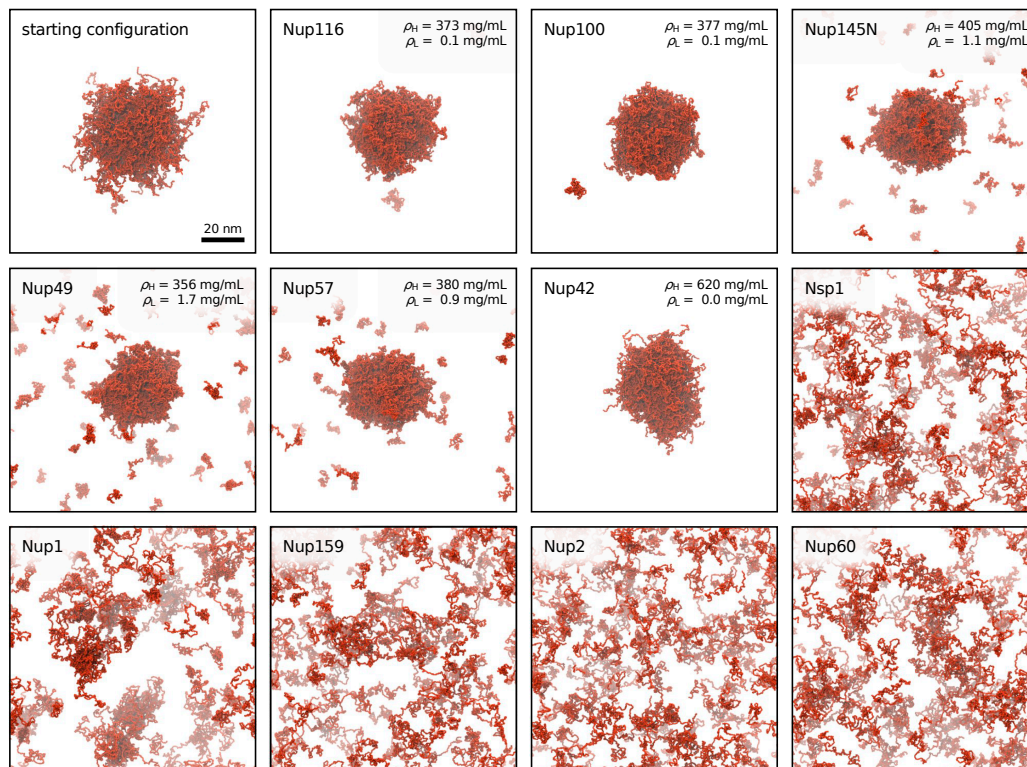 starting configuration
20 nm
Nup116
ρH = 373 mg/mL
ρL = 0.1 mg/mL
Nup100
ρH = 377 mg/mL
ρL = 0.1 mg/mL
Nup145N
ρH = 405 mg/mL
ρL = 1.1 mg/mL
Nup49
ρH = 356 mg/mL
ρL = 1.7 mg/mL
Nup57
ρH = 380 mg/mL
ρL = 0.9 mg/mL
Nup42
ρH = 620 mg/mL
ρL = 0.0 mg/mL
Nsp1
Nup1
Nup159
Nup2
Nup60